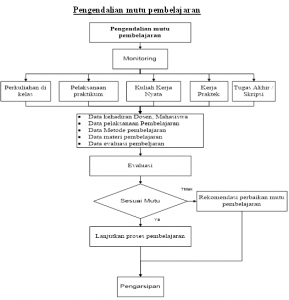 Pengendalian mutu pembelajaran
Pengendalian mutu
pembelajaran
Monitoring
Perkuliahan di
kelas
Pelaksanaan
praktikum
Kuliah Kerja
Nyata
Kerja
Praktek
Tugas Akhir /
Skripsi
• Data kehadiran Dosen, Mahasiswa
• Data pelaksanaan Pembelajaran
• Data Metode pembelajaran
• Data materi pembelajaran
• Data evaluasi pembelajaran
Evaluasi
Tidak
Sesuai Mutu
Rekomendasi perbaikan mutu
pembelajaran
Ya
Lanjutkan proses pembelajaran
Pengarsipan